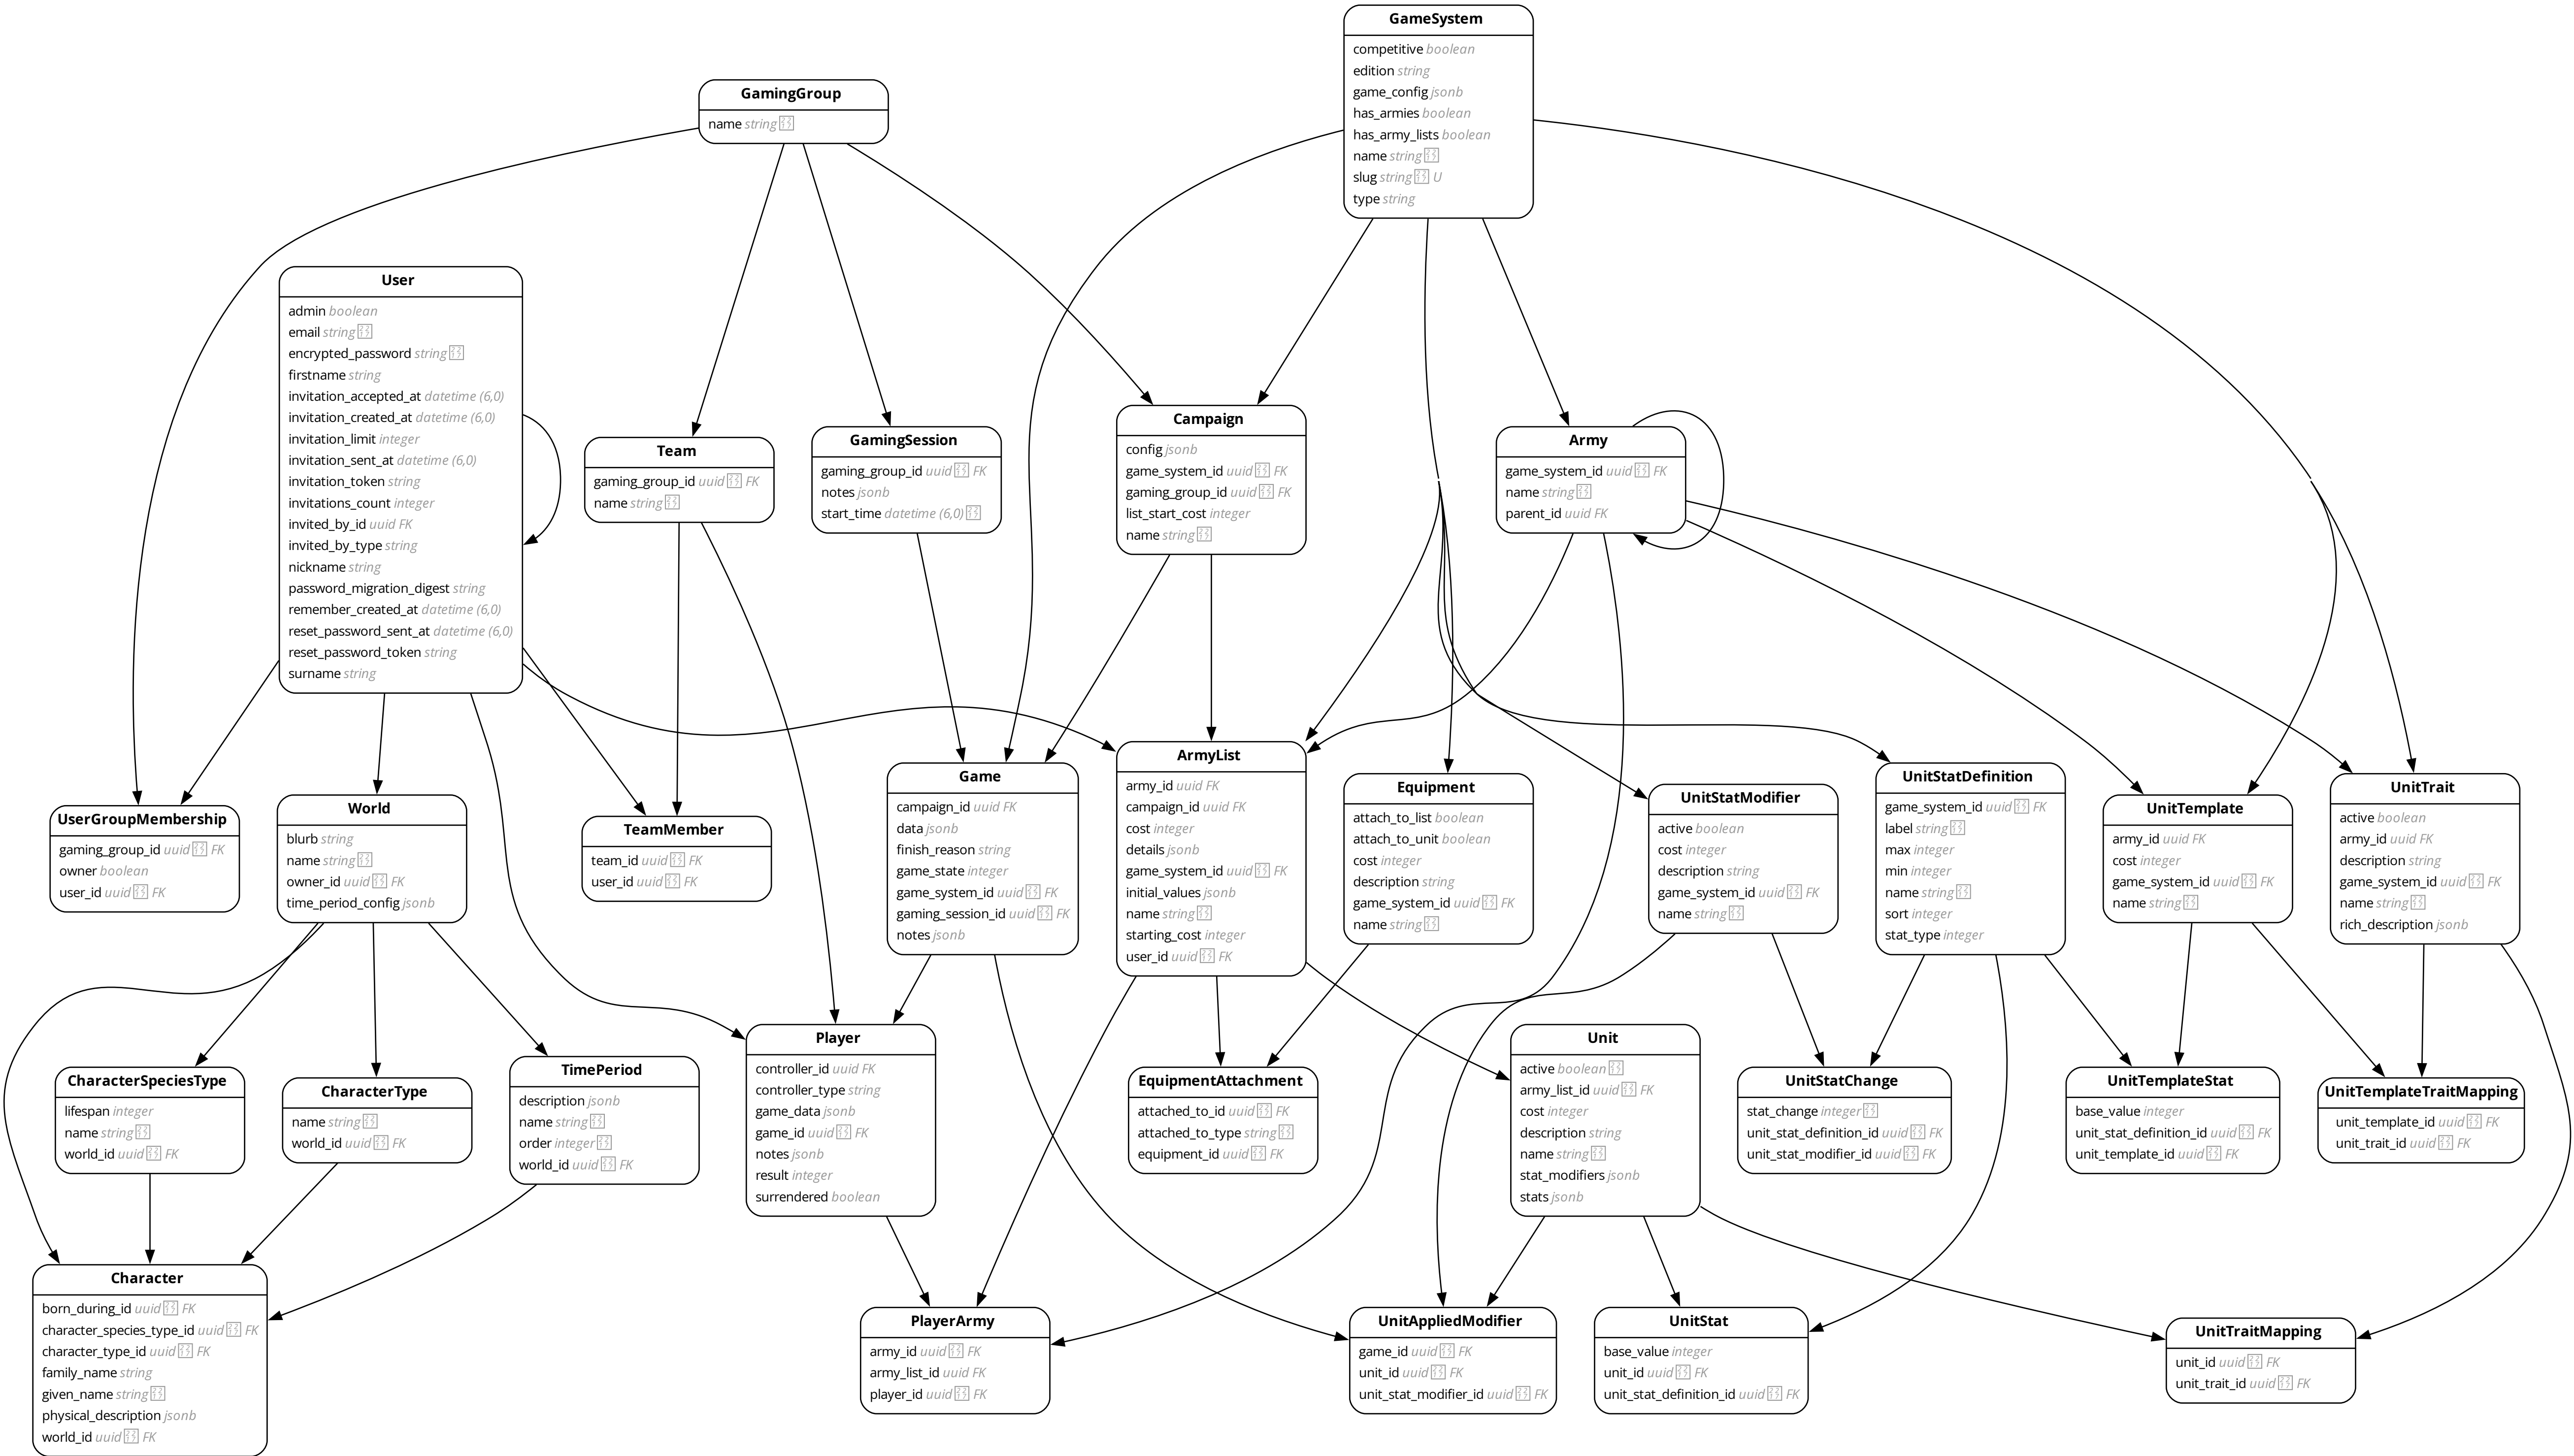 GameSystem
competitive boolean
edition string
game_config jsonb
has_armies boolean
has_army_lists boolean
name string
slug string U
type string
GamingGroup
name string
User
admin boolean
email string
encrypted_password string
firstname string
invitation_accepted_at datetime (6,0)
invitation_created_at datetime (6,0)
invitation_limit integer
invitation_sent_at datetime (6,0)
invitation_token string
invitations_count integer
invited_by_id uuid FK
invited_by_type string
nickname string
password_migration_digest string
remember_created_at datetime (6,0)
reset_password_sent_at datetime (6,0)
reset_password_token string
surname string
Team
gaming_group_id uuid FK
name string
GamingSession
gaming_group_id uuid FK
notes jsonb
start_time datetime (6,0)
Campaign
config jsonb
game_system_id uuid FK
gaming_group_id uuid FK
list_start_cost integer
name string
Army
game_system_id uuid FK
name string
parent_id uuid FK
UserGroupMembership
gaming_group_id uuid FK
owner boolean
user_id uuid FK
World
blurb string
name string
owner_id uuid FK
time_period_config jsonb
TeamMember
team_id uuid FK
user_id uuid FK
Game
campaign_id uuid FK
data jsonb
finish_reason string
game_state integer
game_system_id uuid FK
gaming_session_id uuid FK
notes jsonb
ArmyList
army_id uuid FK
campaign_id uuid FK
cost integer
details jsonb
game_system_id uuid FK
initial_values jsonb
name string
starting_cost integer
user_id uuid FK
Equipment
attach_to_list boolean
attach_to_unit boolean
cost integer
description string
game_system_id uuid FK
name string
UnitStatModifier
active boolean
cost integer
description string
game_system_id uuid FK
name string
UnitStatDefinition
game_system_id uuid FK
label string
max integer
min integer
name string
sort integer
stat_type integer
UnitTemplate
army_id uuid FK
cost integer
game_system_id uuid FK
name string
UnitTrait
active boolean
army_id uuid FK
description string
game_system_id uuid FK
name string
rich_description jsonb
CharacterSpeciesType
lifespan integer
name string
world_id uuid FK
CharacterType
name string
world_id uuid FK
TimePeriod
description jsonb
name string
order integer
world_id uuid FK
Player
controller_id uuid FK
controller_type string
game_data jsonb
game_id uuid FK
notes jsonb
result integer
surrendered boolean
EquipmentAttachment
attached_to_id uuid FK
attached_to_type string
equipment_id uuid FK
Unit
active boolean
army_list_id uuid FK
cost integer
description string
name string
stat_modifiers jsonb
stats jsonb
UnitStatChange
stat_change integer
unit_stat_definition_id uuid FK
unit_stat_modifier_id uuid FK
UnitTemplateStat
base_value integer
unit_stat_definition_id uuid FK
unit_template_id uuid FK
UnitTemplateTraitMapping
unit_template_id uuid FK
unit_trait_id uuid FK
Character
born_during_id uuid FK
character_species_type_id uuid FK
character_type_id uuid FK
family_name string
given_name string
physical_description jsonb
world_id uuid FK
PlayerArmy
army_id uuid FK
army_list_id uuid FK
player_id uuid FK
UnitAppliedModifier
game_id uuid FK
unit_id uuid FK
unit_stat_modifier_id uuid FK
UnitStat
base_value integer
unit_id uuid FK
unit_stat_definition_id uuid FK
UnitTraitMapping
unit_id uuid FK
unit_trait_id uuid FK